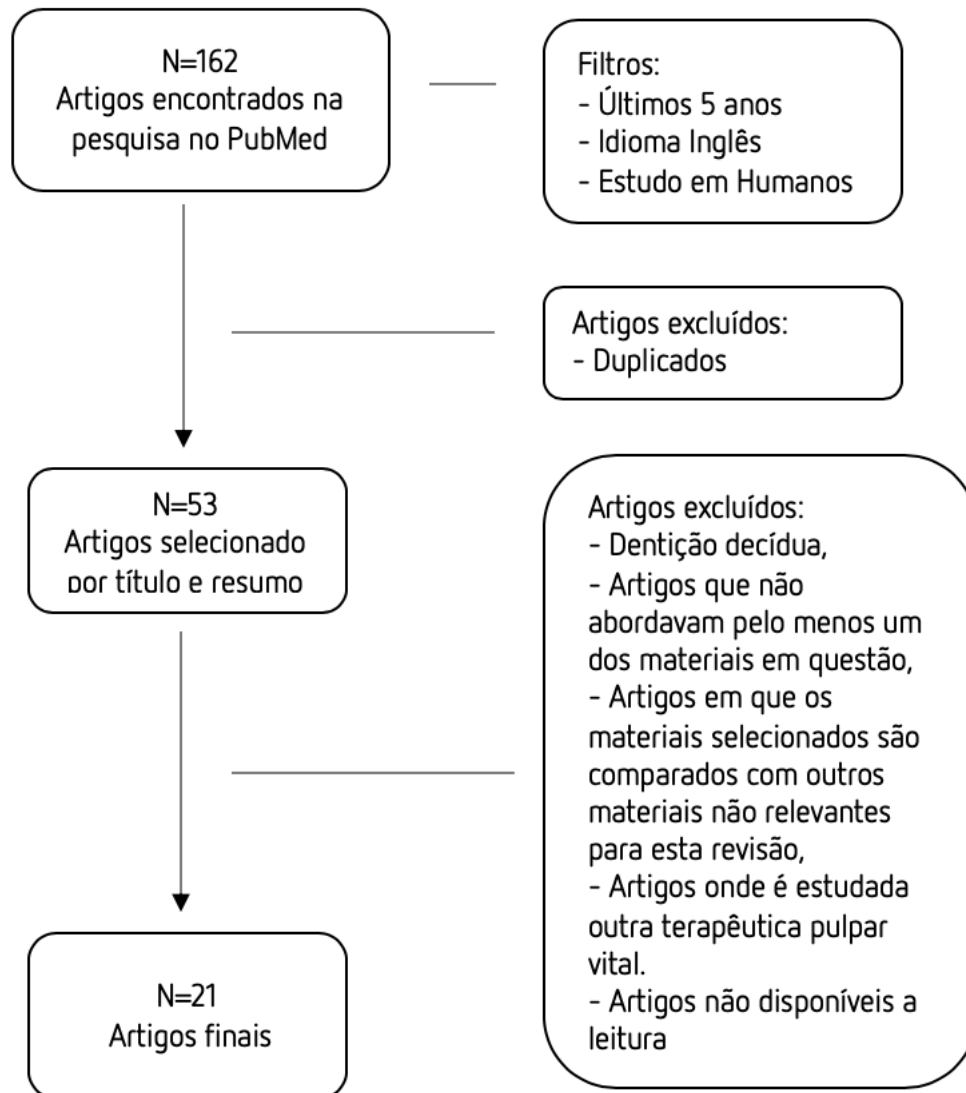 N=162
Artigos encontrados na
pesquisa no PubMed
Filtros:
- Últimos 5 anos
- Idioma Inglês
- Estudo em Humanos
Artigos excluídos:
- Duplicados
N=53
Artigos selecionado
por título e resumo
Artigos excluídos:
- Dentição decídua,
- Artigos que não
abordavam pelo menos um
dos materiais em questão,
- Artigos em que os
materiais selecionados são
comparados com outros
materiais não relevantes
para esta revisão,
- Artigos onde é estudada
outra terapêutica pulpar
vital.
- Artigos não disponíveis a
leitura
N=21
Artigos finais